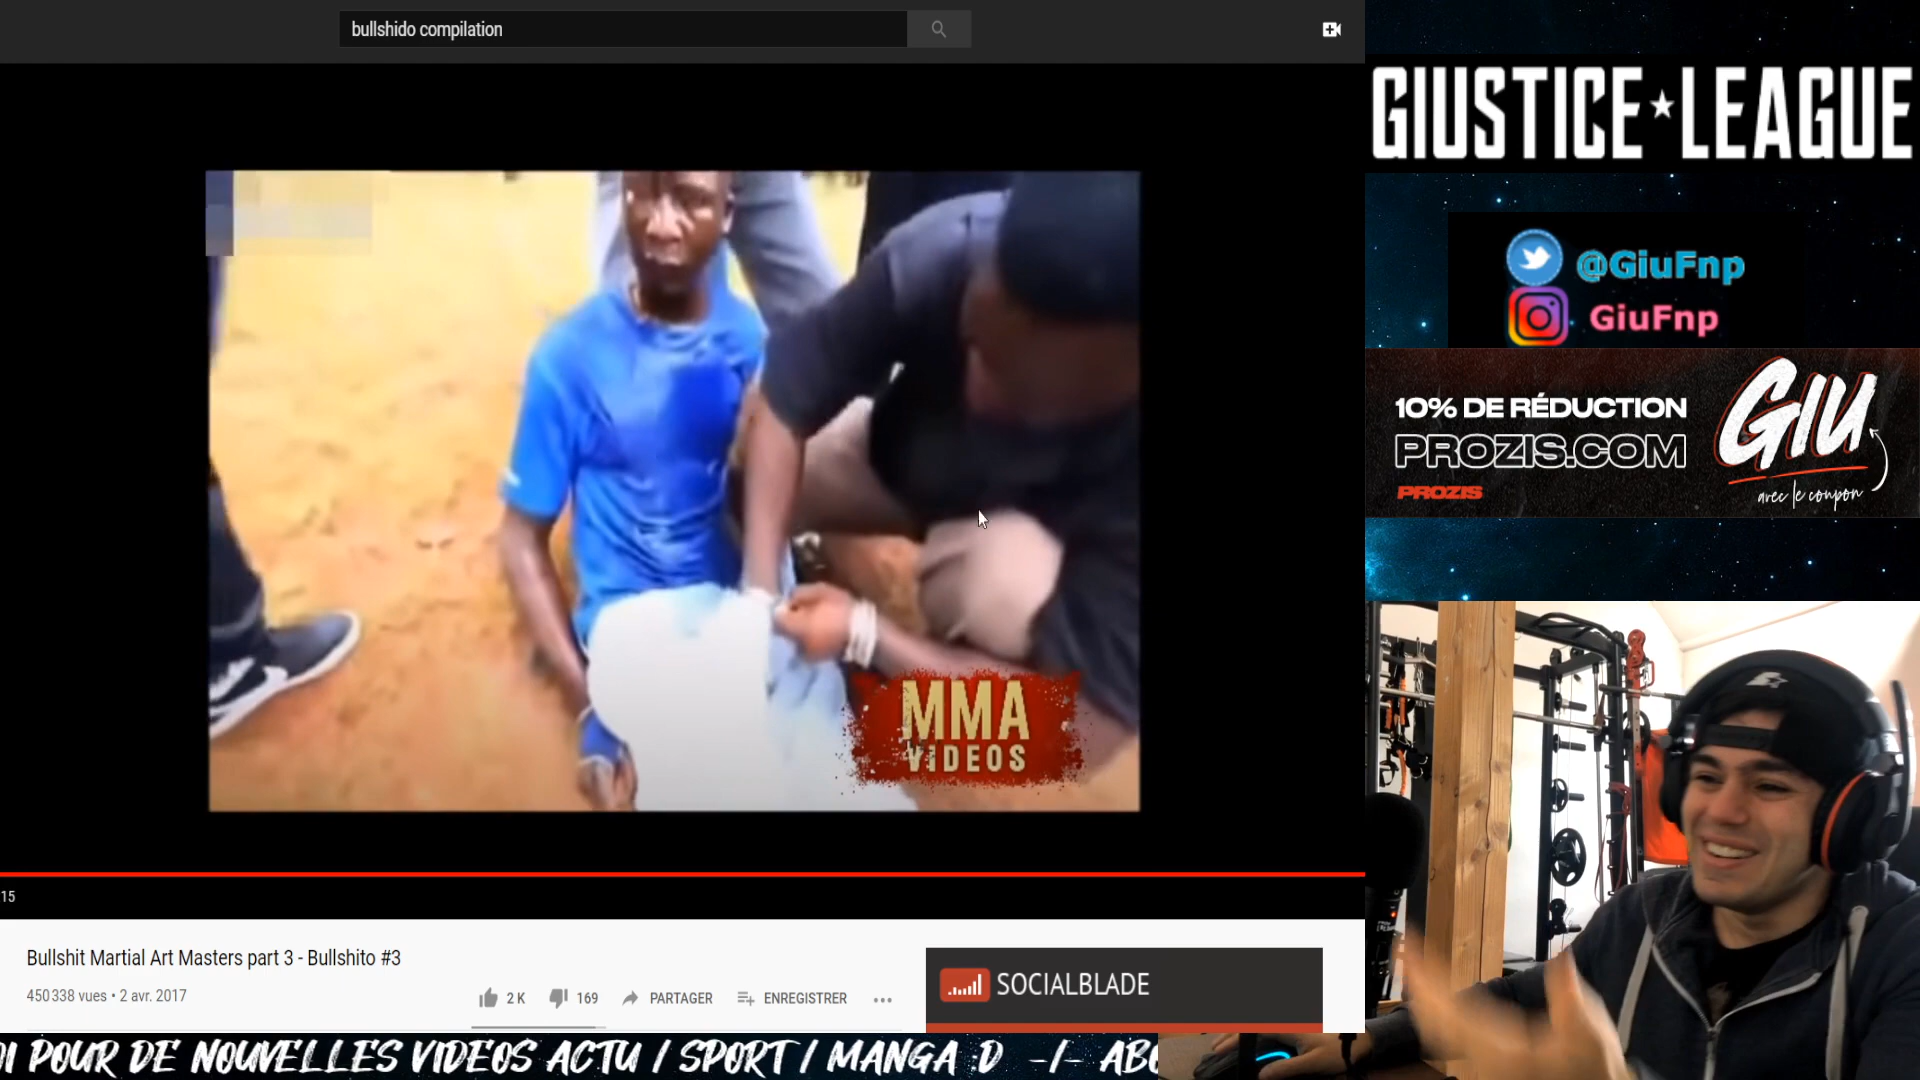 bullshido compilation
GIUSTICE★LEAGUE
@GiuFnp
GiuFnp
10% DE RÉDUCTION
PROZIS.COM
PROZIS
GIU
avec le coupon
MMA
VIDEOS
15
Bullshit Martial Art Masters part 3 - Bullshito #3
450 338 vues • 2 avr. 2017
2 K
169
PARTAGER
ENREGISTRER
SOCIALBLADE
OI POUR DE NOUVELLES VIDEOS ACTU / SPORT / MANGA :D -/- ABO